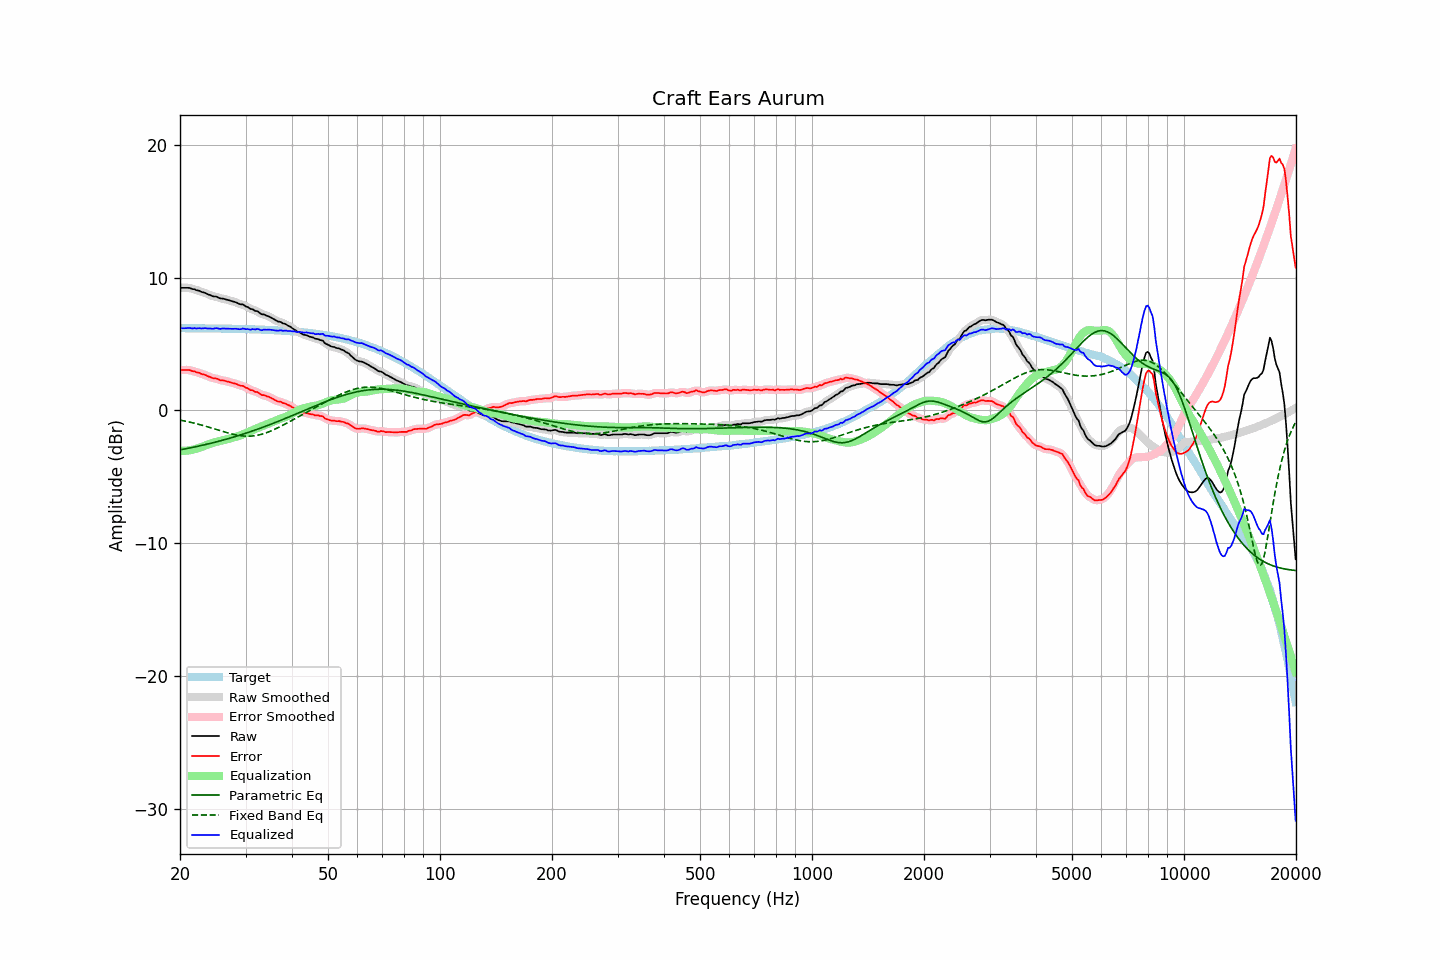 Craft Ears Aurum
20
10
0
−10
−20
−30
Amplitude (dBr)
Target
Raw Smoothed
Error Smoothed
Raw
Error
Equalization
Parametric Eq
Fixed Band Eq
Equalized
20 50 100 200 500 1000 2000 5000 10000 20000
Frequency (Hz)